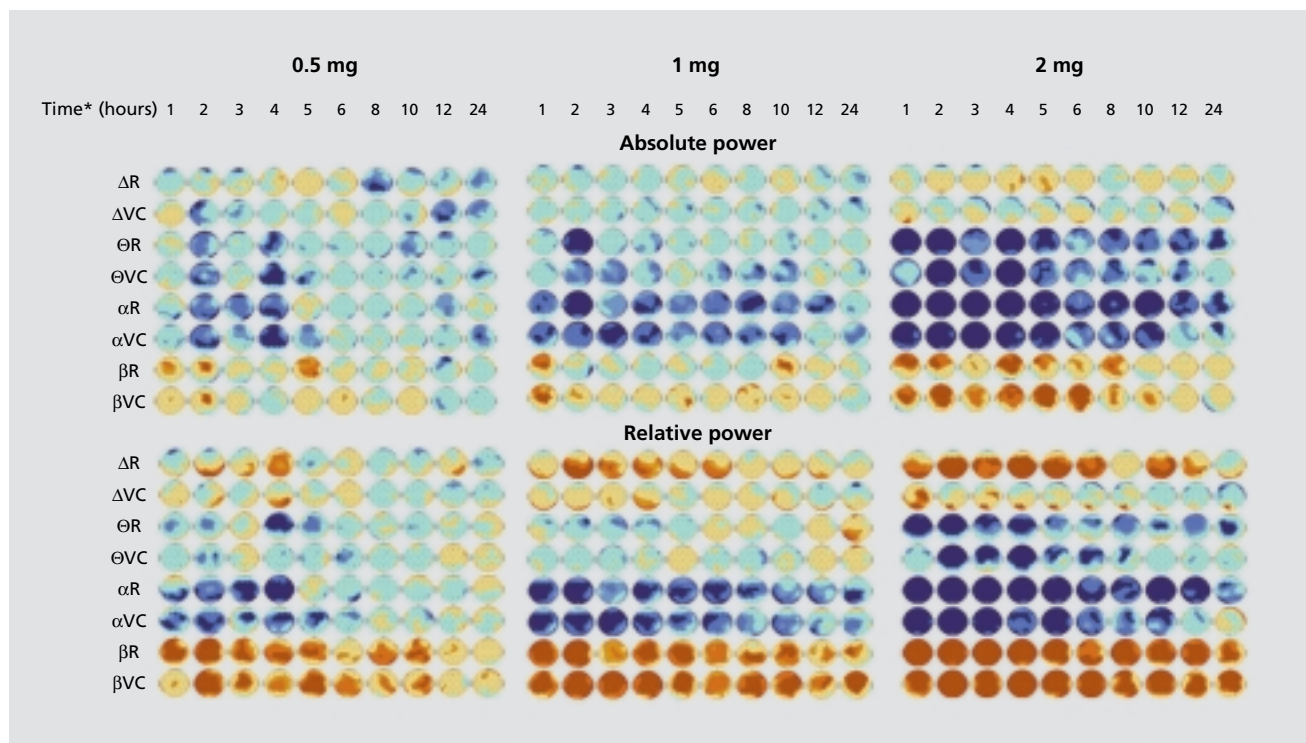 0.5 mg 1 mg 2 mg
Time* (hours) 1 2 3 4 5 6 8 10 12 24 1 2 3 4 5 6 8 10 12 24 1 2 3 4 5 6 8 10 12 24
Absolute power
ΔR
ΔVC
ΘR
ΘVC
αR
αVC
βR
βVC
Relative power
ΔR
ΔVC
ΘR
ΘVC
αR
αVC
βR
βVC